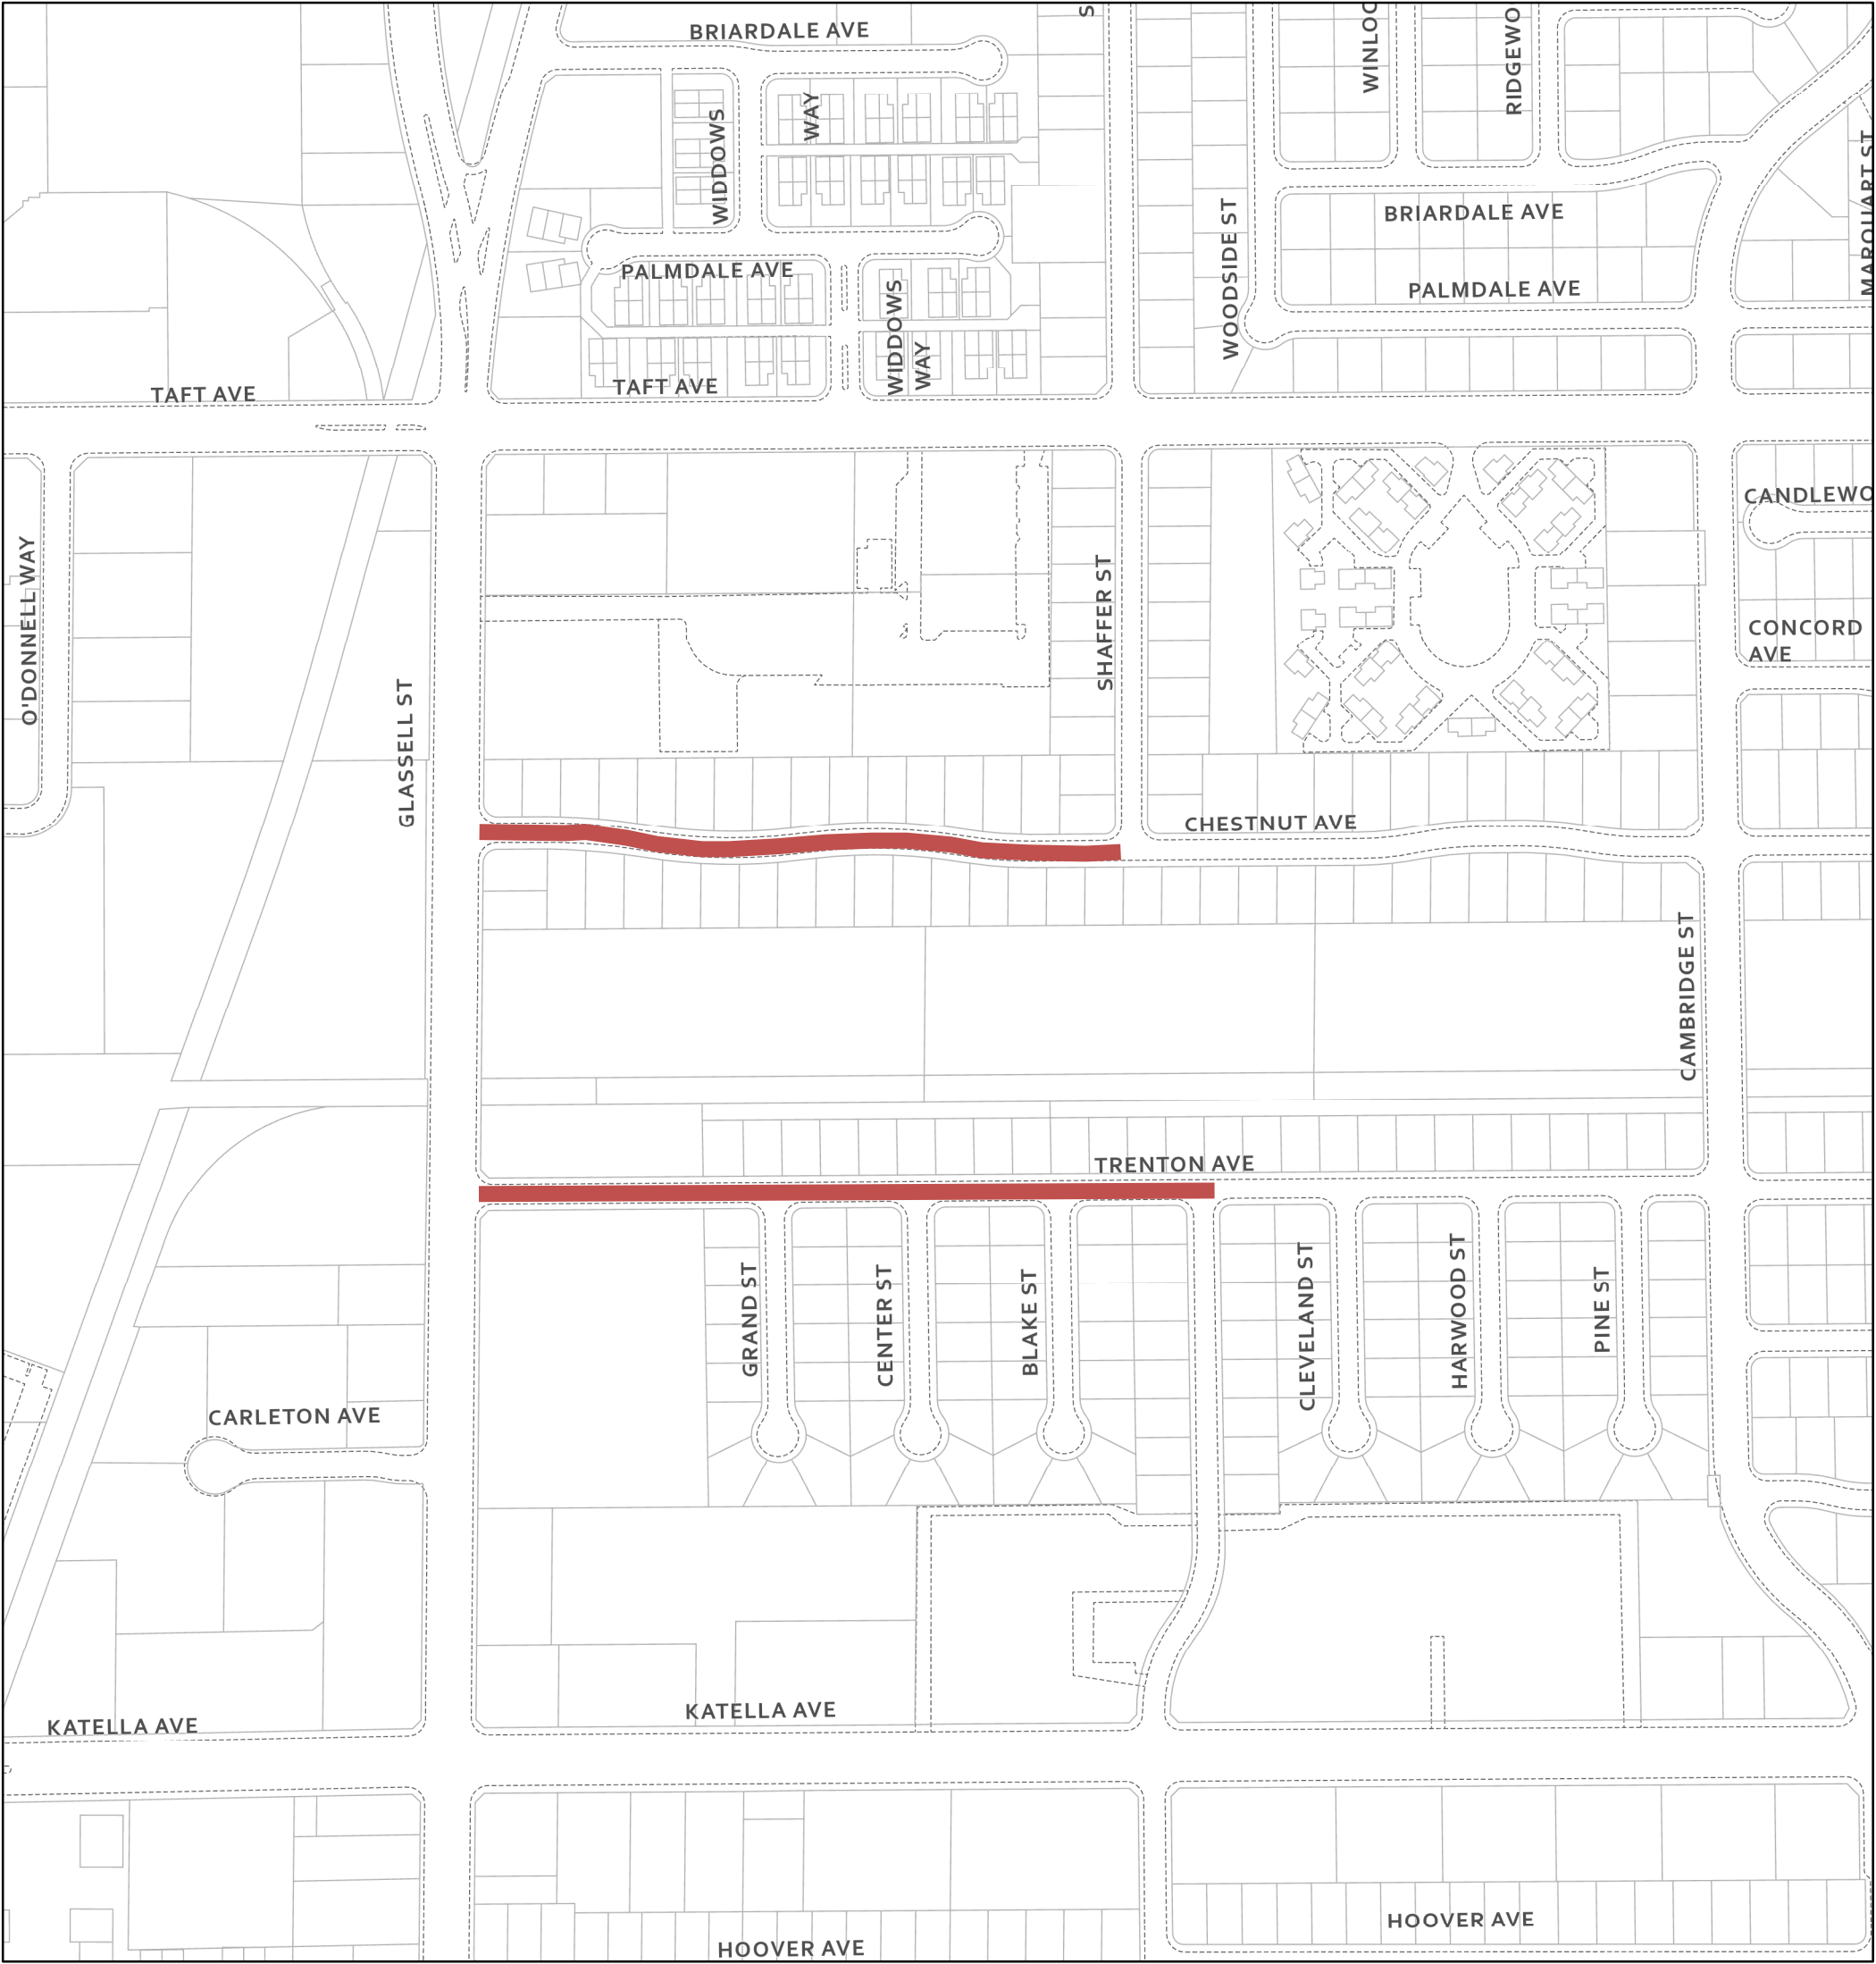 BRIARDALE AVE
WIDDOWS
WAY
S
WINLOC
RIDGEWO
MARQUART ST
WOODSIDE ST
BRIARDALE AVE
PALMDALE AVE
PALMDALE AVE
WIDDOWS
WAY
TAFT AVE
TAFT AVE
CANDLEWO
O'DONNELL WAY
SHAFFER ST
CONCORD
AVE
GLASSELL ST
CHESTNUT AVE
CAMBRIDGE ST
TRENTON AVE
GRAND ST
CENTER ST
BLAKE ST
CLEVELAND ST
HARWOOD ST
PINE ST
CARLETON AVE
KATELLA AVE
KATELLA AVE
HOOVER AVE
HOOVER AVE